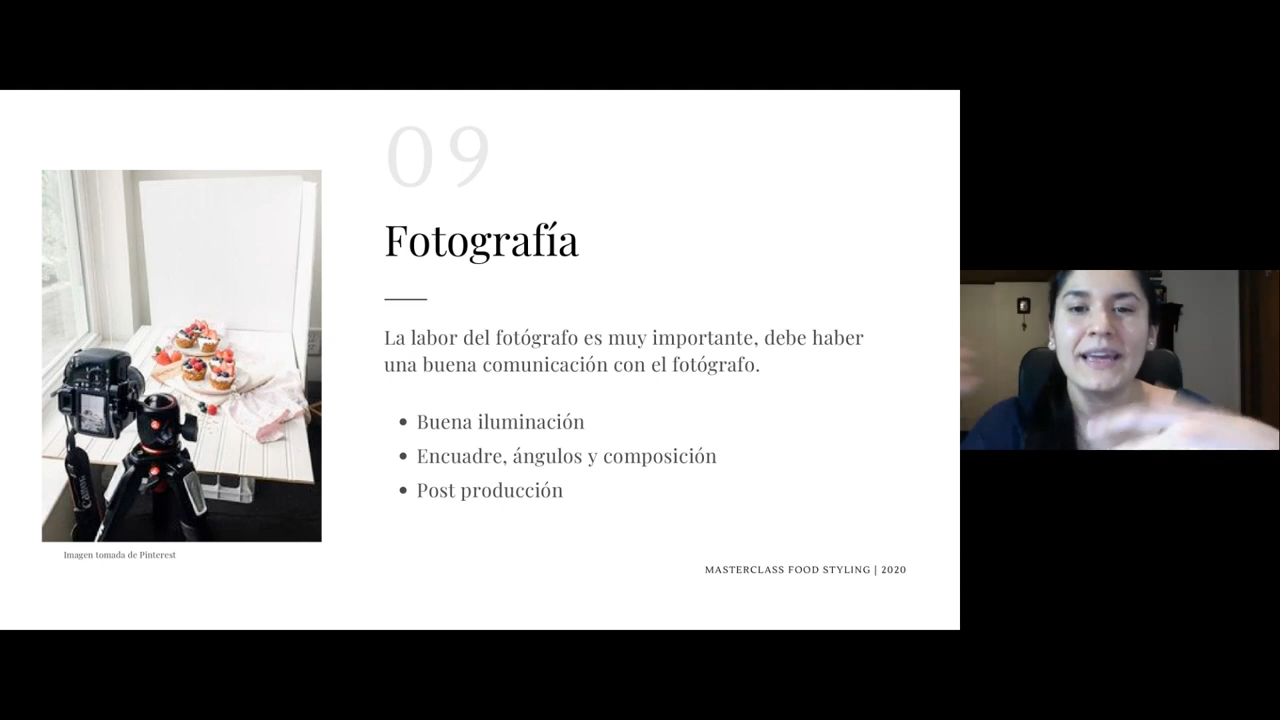 09
Fotografía
La labor del fotógrafo es muy importante, debe haber
una buena comunicación con el fotógrafo.
• Buena iluminación
• Encuadre, ángulos y composición
• Post producción
Canon
Imagen tomada de Pinterest
MASTERCLASS FOOD STYLING | 2020